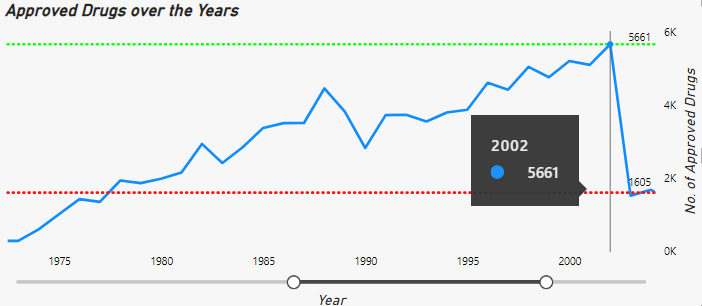 Approved Drugs over the Years
5661
6K
4K
2K
0K
No. of Approved Drugs
2002
5661
1605
1975 1980 1985 1990 1995 2000
Year